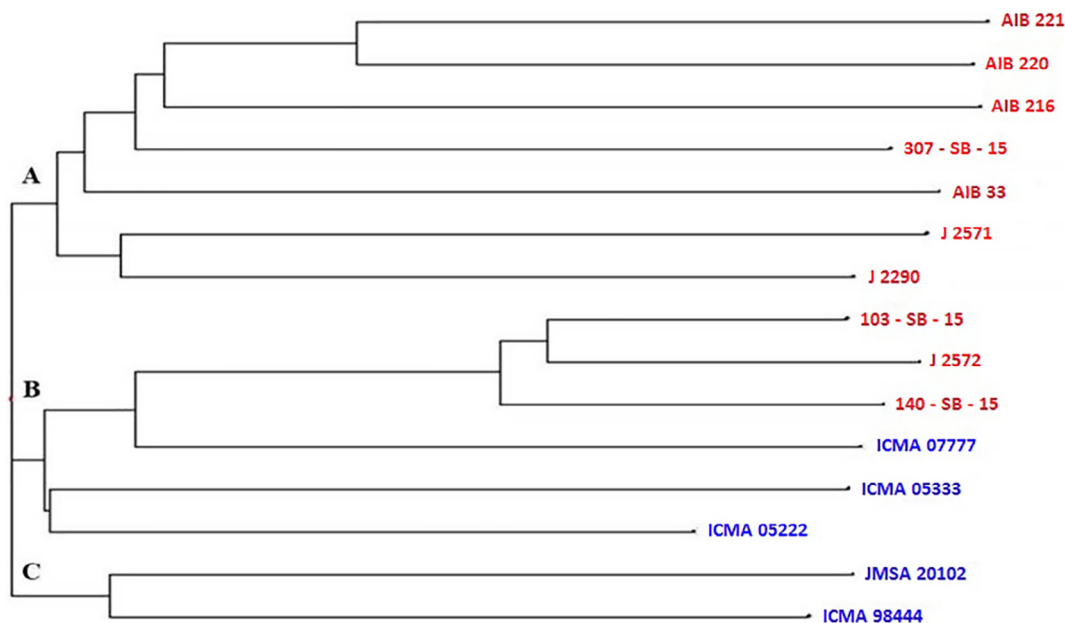 AIB 221
AIB 220
AIB 216
307 - SB - 15
A
AIB 33
J 2571
J 2290
103 - SB - 15
J 2572
B
140 - SB - 15
ICMA 07777
ICMA 05333
ICMA 05222
C
JMSA 20102
ICMA 98444